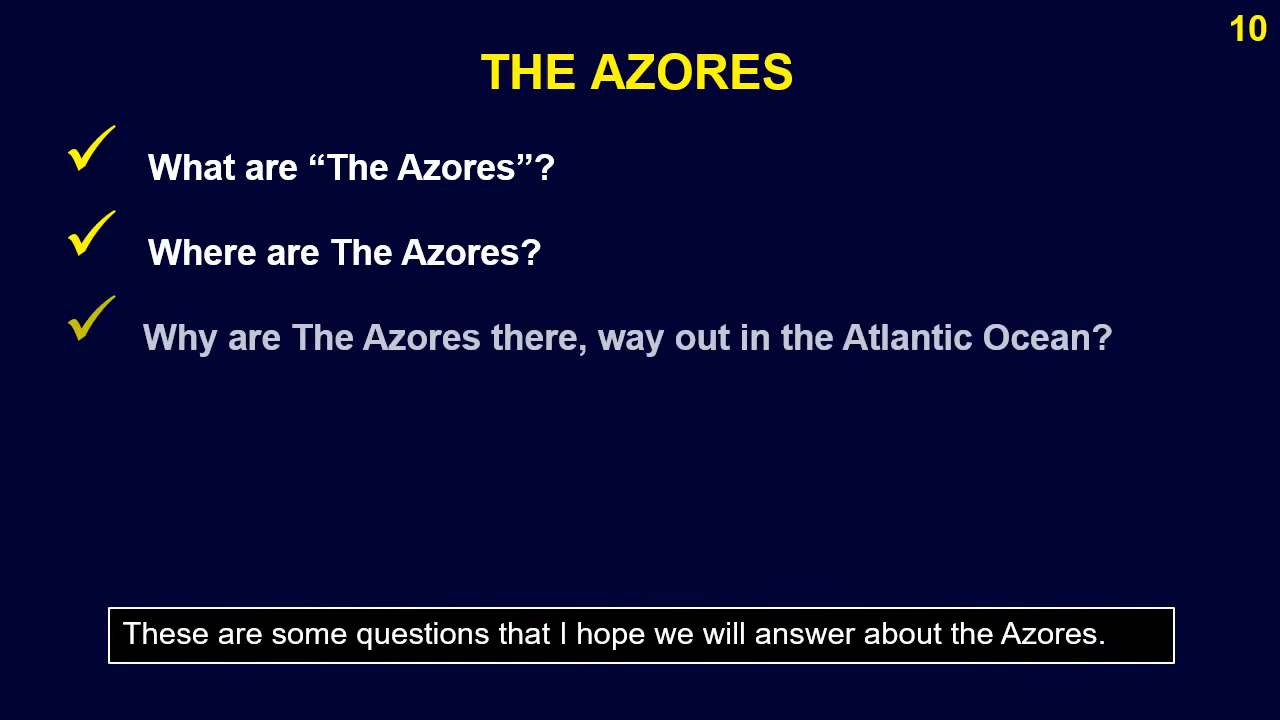 10
THE AZORES
✓ What are “The Azores”?
✓ Where are The Azores?
✓ Why are The Azores there, way out in the Atlantic Ocean?
These are some questions that I hope we will answer about the Azores.